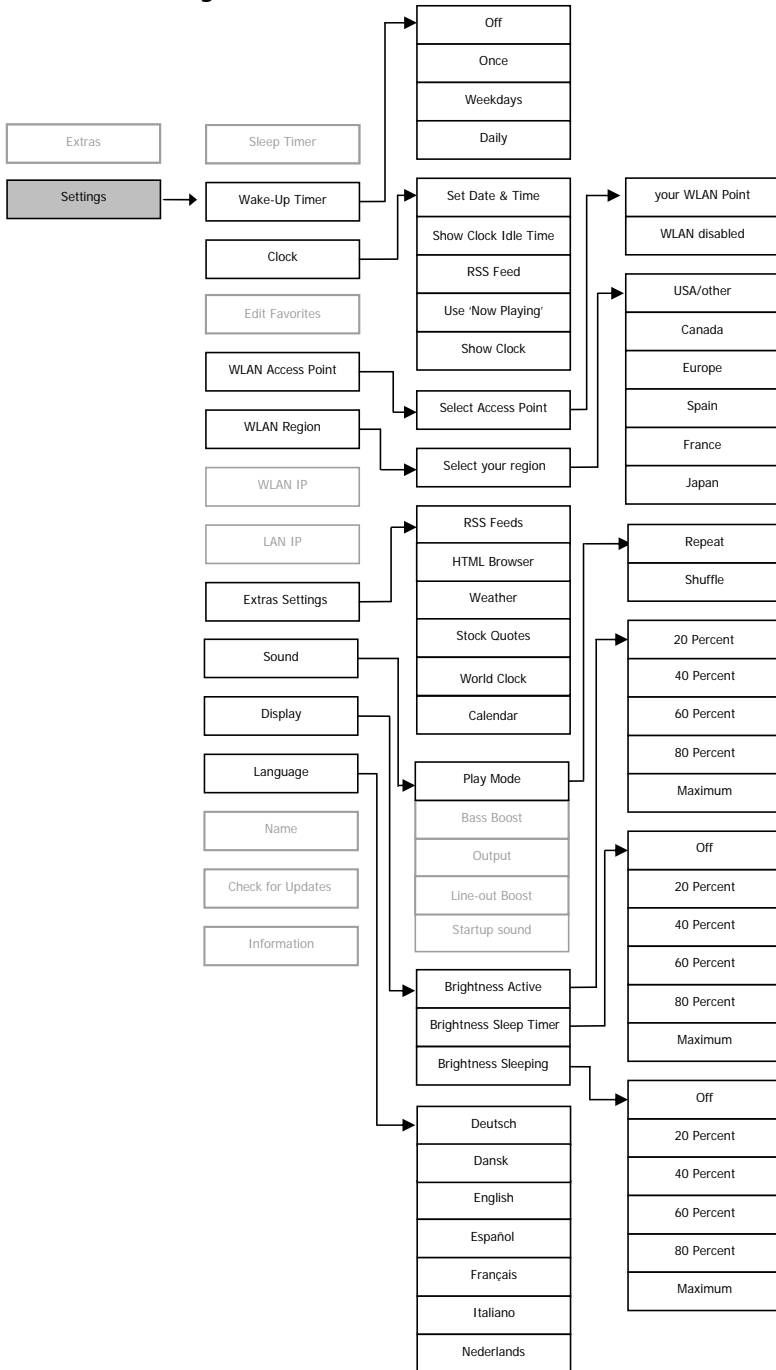 Extras
Settings
Sleep Timer
Wake-Up Timer
Clock
Edit Favorites
WLAN Access Point
WLAN Region
WLAN IP
LAN IP
Extras Settings
Sound
Display
Language
Name
Check for Updates
Information
Off
Once
Weekdays
Daily
Set Date & Time
Show Clock Idle Time
RSS Feed
Use ‘Now Playing’
Show Clock
Select Access Point
Select your region
RSS Feeds
HTML Browser
Weather
Stock Quotes
World Clock
Calendar
Play Mode
Bass Boost
Output
Line-out Boost
Startup sound
Brightness Active
Brightness Sleep Timer
Brightness Sleeping
Deutsch
Dansk
English
Español
Français
Italiano
Nederlands
your WLAN Point
WLAN disabled
USA/other
Canada
Europe
Spain
France
Japan
Repeat
Shuffle
20 Percent
40 Percent
60 Percent
80 Percent
Maximum
Off
20 Percent
40 Percent
60 Percent
80 Percent
Maximum
Off
20 Percent
40 Percent
60 Percent
80 Percent
Maximum